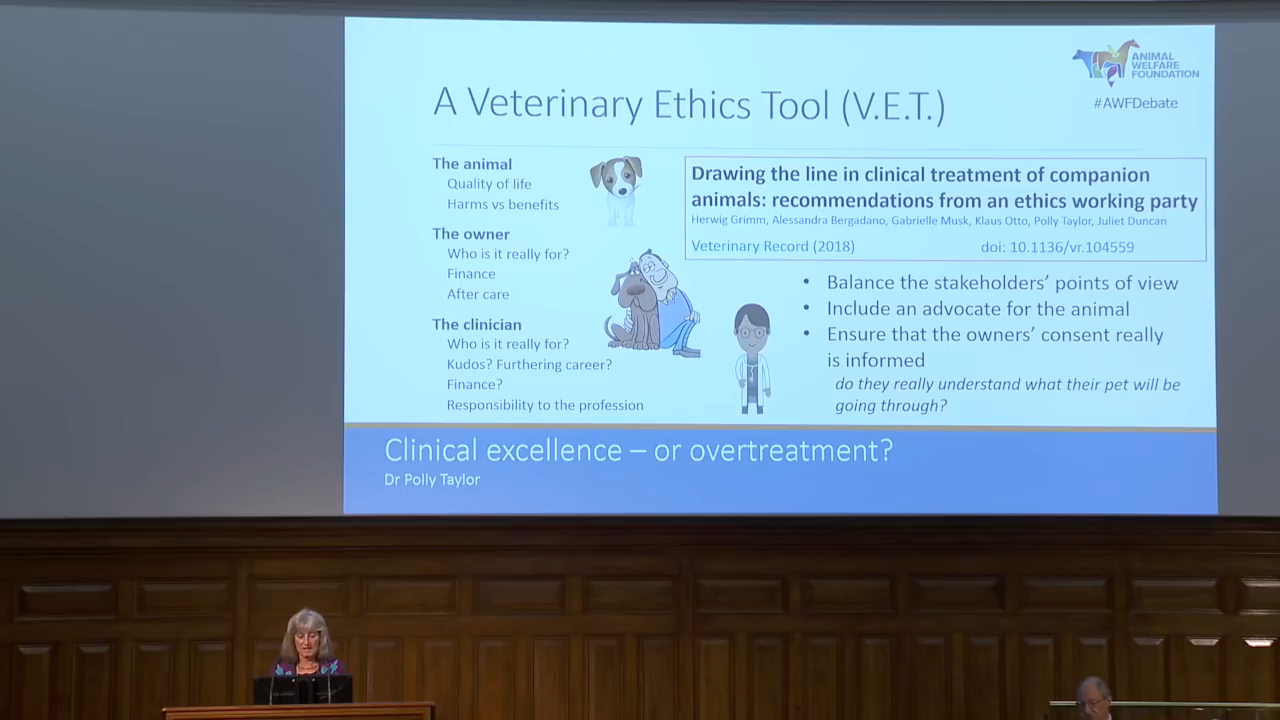 ANIMAL
WELFARE
FOUNDATION
#AWFDebate
A Veterinary Ethics Tool (V.E.T.)
The animal
Quality of life
Harms vs benefits
The owner
Who is it really for?
Finance
After care
The clinician
Who is it really for?
Kudos? Furthering career?
Finance?
Responsibility to the profession
Drawing the line in clinical treatment of companion
animals: recommendations from an ethics working party
Herwig Grimm, Alessandra Bergadano, Gabrielle Musk, Klaus Otto, Polly Taylor, Juliet Duncan
Veterinary Record (2018) doi: 10.1136/vr.104559
• Balance the stakeholders' points of view
• Include an advocate for the animal
• Ensure that the owners' consent really
is informed
do they really understand what their pet will be
going through?
Clinical excellence – or overtreatment?
Dr Polly Taylor